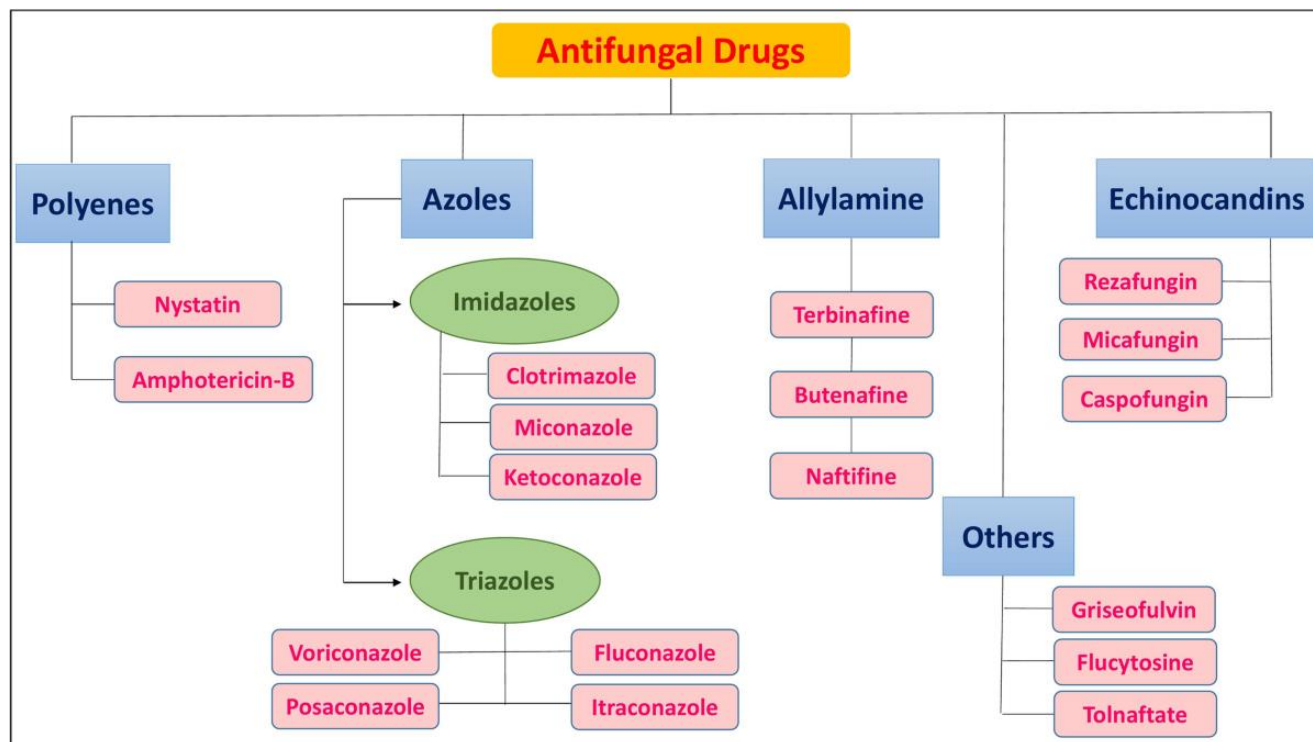 Antifungal Drugs
Polyenes
Nystatin
Amphotericin-B
Azoles
Imidazoles
Clotrimazole
Miconazole
Ketoconazole
Triazoles
Voriconazole
Fluconazole
Posaconazole
Itraconazole
Allylamine
Terbinafine
Butenafine
Naftifine
Others
Griseofulvin
Flucytosine
Tolnaftate
Echinocandins
Rezafungin
Micafungin
Caspofungin